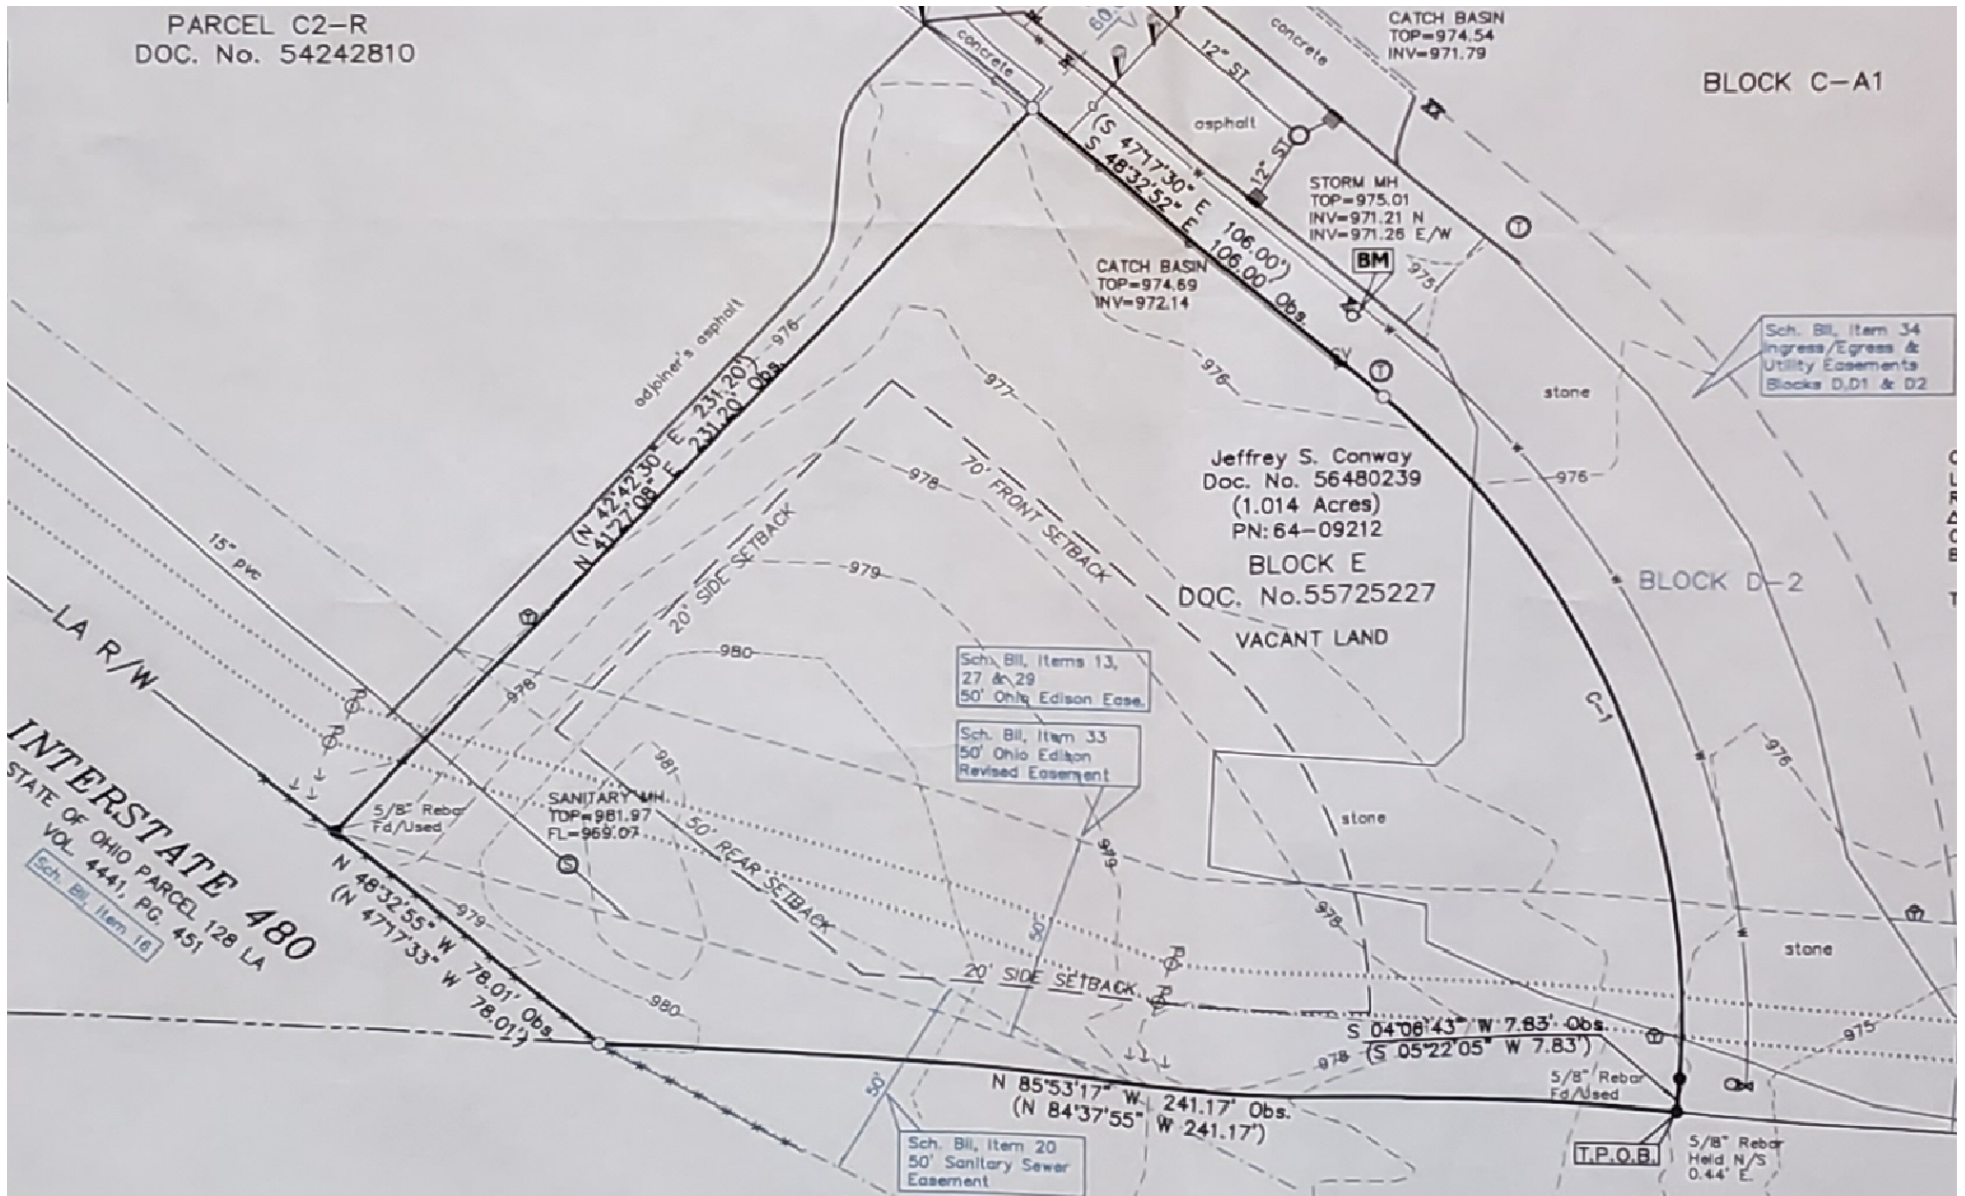 PARCEL C2-R
DOC. No. 54242810
concrete
60.
12" ST
concrete
CATCH BASIN
TOP=974.54
INV=971.79
BLOCK C-A1
asphalt
12" ST
STORM MH
TOP=975.01
INV=971.21 N
INV=971.26 E/W
BM
T
975
(S 47°17'30" E 106.00')
S 48°32'52" E 106.00' Obs.
CATCH BASIN
TOP=974.69
INV=972.14
GV
T
adjoiner's asphalt
976
(N 42°42'30" E 231.20')
N 41°27'08" E 231.20' Obs.
977
976
stone
Sch. BII, Item 34
Ingress/Egress &
Utility Easements
Blocks D,D1 & D2
978
70' FRONT SETBACK
Jeffrey S. Conway
Doc. No. 56480239
(1.014 Acres)
PN: 64-09212
BLOCK E
DOC. No.55725227
VACANT LAND
976
BLOCK D-2
20' SIDE SETBACK
979
15" pvc
980
978
C-1
Sch. BII, Items 13,
27 & 29
50' Ohio Edison Ease.
Sch. BII, Item 33
50' Ohio Edison
Revised Easement
976
LA R/W
INTERSTATE 480
STATE OF OHIO PARCEL 128 LA
VOL. 4441, PG. 451
Sch. BII, Item 16
5/8" Rebar
Fd/Used
981
SANITARY MH.
TOP=981.97
FL=969.07
S
50' REAR SETBACK
979
stone
978
stone
N 48°32'55" W 78.01' Obs.
(N 47°17'33" W 78.01')
979
980
50'
20' SIDE SETBACK
S 04°06'43" W 7.83' Obs.
(S 05°22'05" W 7.83')
978
975
5/8" Rebar
Fd/Used
N 85°53'17" W 241.17' Obs.
(N 84°37'55" W 241.17')
50'
Sch. BII, Item 20
50' Sanitary Sewer
Easement
T.P.O.B.
5/8" Rebar
Held N/S
0.44' E.